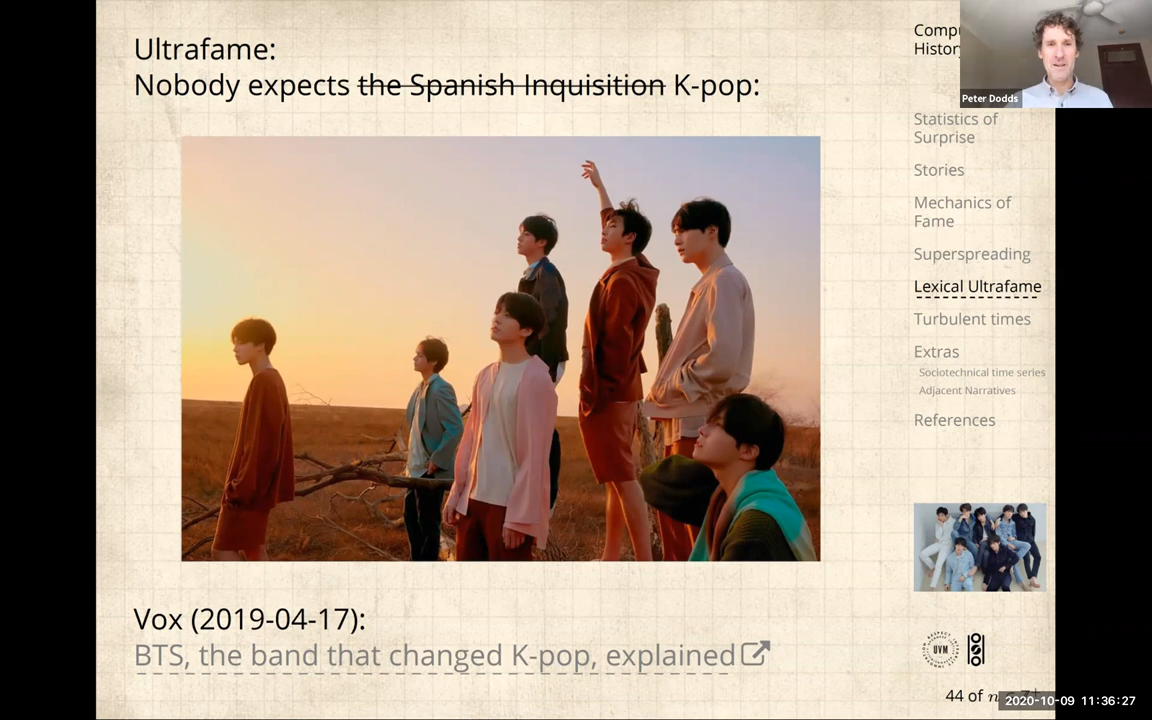 Ultrafame:
Nobody expects the Spanish Inquisition K-pop:
Vox (2019-04-17):
BTS, the band that changed K-pop, explained
History
Peter Dodds
Statistics of
Surprise
Stories
Mechanics of
Fame
Superspreading
Lexical Ultrafame
Turbulent times
Extras
Sociotechnical time series
Adjacent Narratives
References
UVM
44 of
2020-10-09 11:36:27